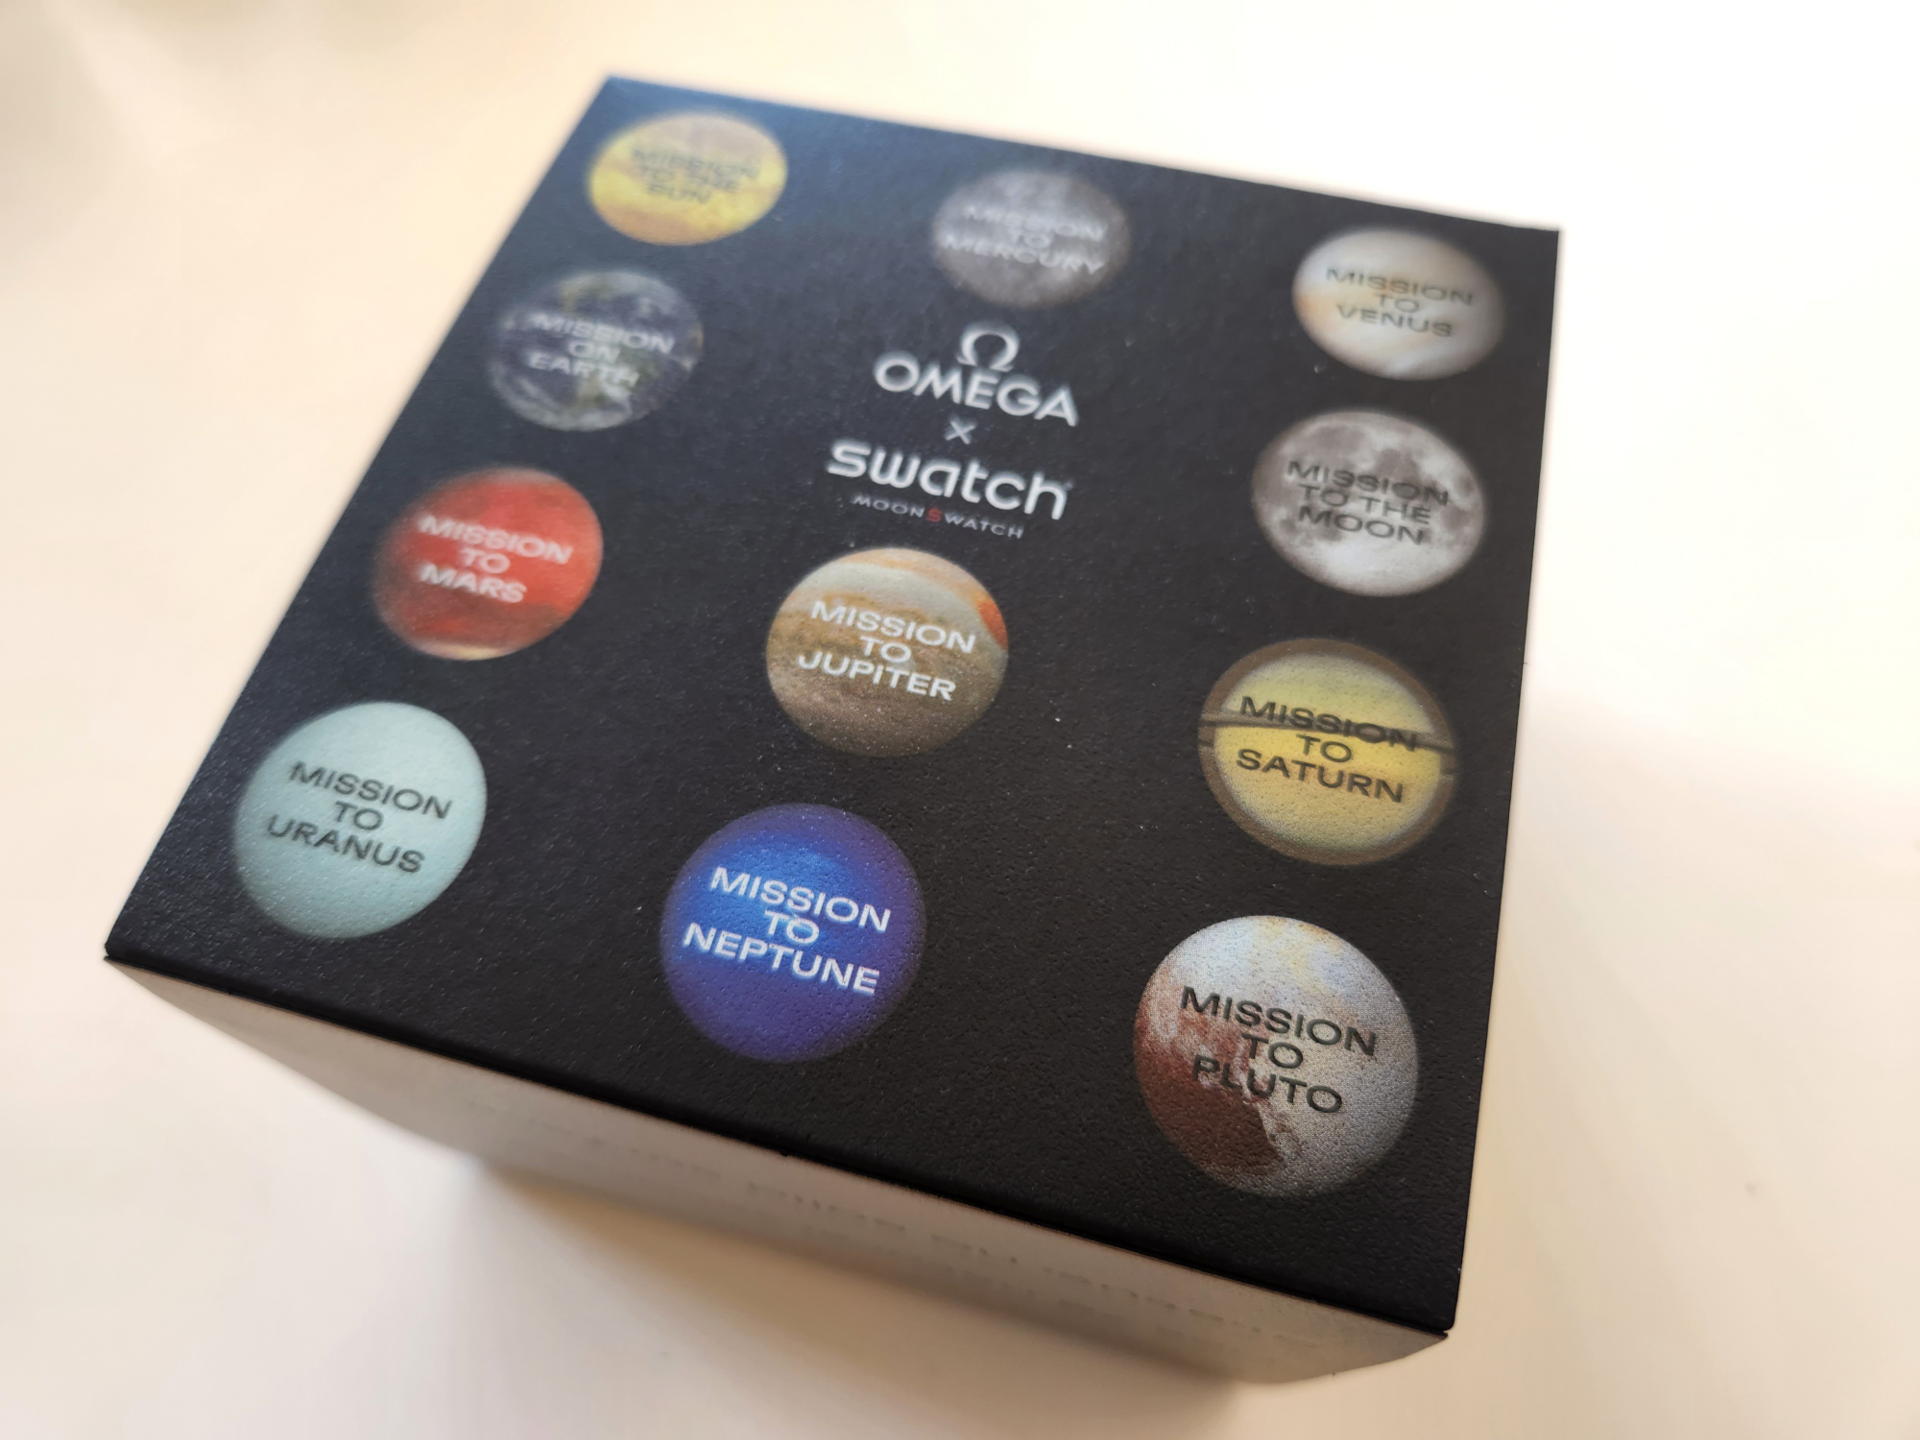 MISSION
TO THE
SUN
MISSION
TO
MERCURY
MISSION
TO
VENUS
MISSION
ON
EARTH
Ω
OMEGA
X
swatch
MOONSWATCH
MISSION
TO THE
MOON
MISSION
TO
MARS
MISSION
TO
JUPITER
MISSION
TO
SATURN
MISSION
TO
URANUS
MISSION
TO
NEPTUNE
MISSION
TO
PLUTO